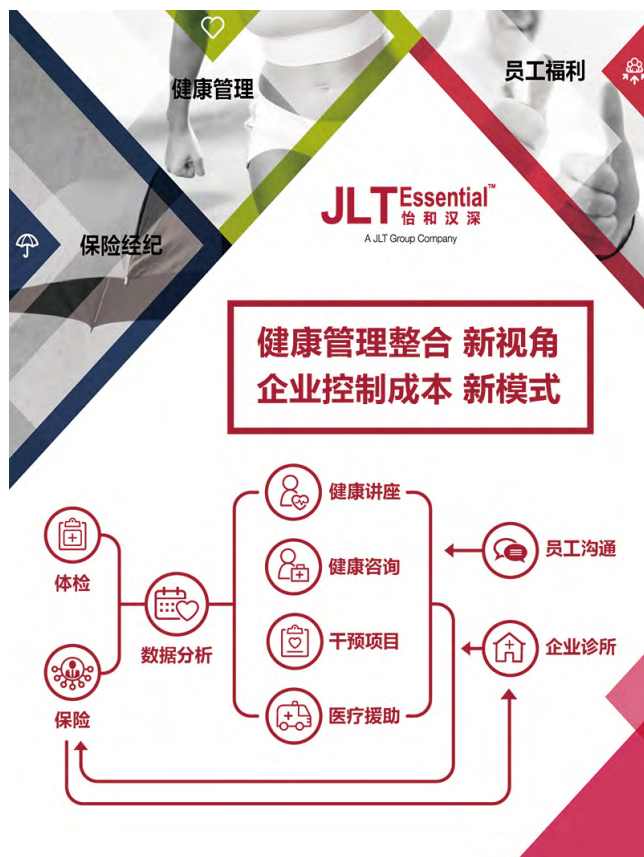 健康管理
员工福利
保险经纪
JLT Essential™
怡和汉深
A JLT Group Company
健康管理整合 新视角
企业控制成本 新模式
健康讲座
员工沟通
体检
健康咨询
数据分析
干预项目
企业诊所
保险
医疗援助